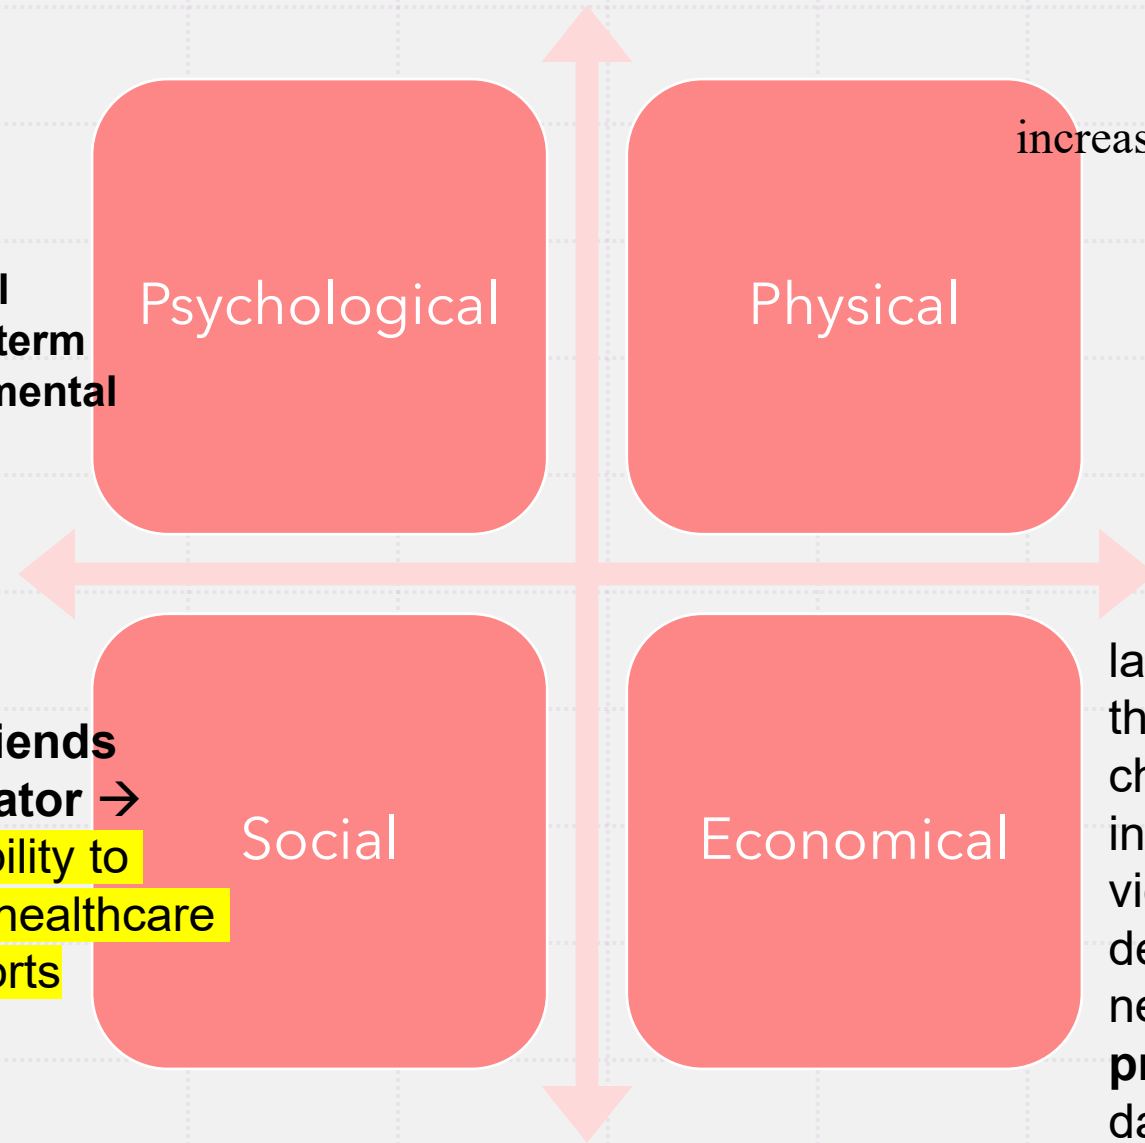 increas
Psychological
Physical
l
term
mental
iends
ator →
bility to
healthcare
orts
Social
Economical
la
th
ch
in
vi
de
ne
pr
da